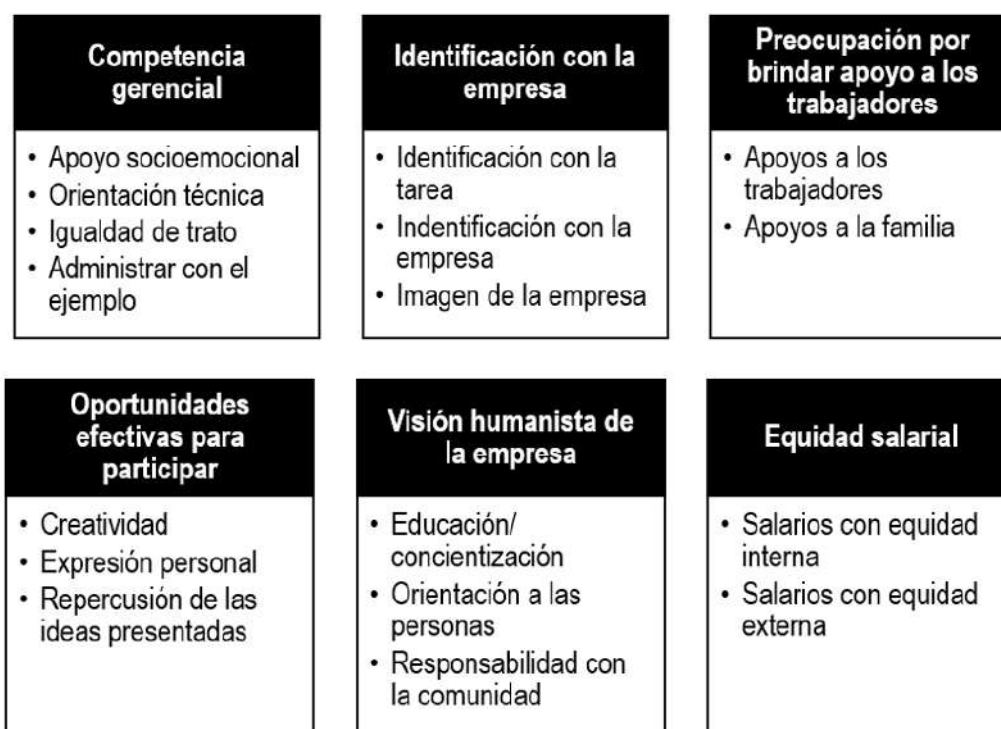 Competencia
gerencial
• Apoyo socioemocional
• Orientación técnica
• Igualdad de trato
• Administrar con el
ejemplo
Identificación con la
empresa
• Identificación con la
tarea
• Indentificación con la
empresa
• Imagen de la empresa
Preocupación por
brindar apoyo a los
trabajadores
• Apoyos a los
trabajadores
• Apoyos a la familia
Oportunidades
efectivas para
participar
• Creatividad
• Expresión personal
• Repercusión de las
ideas presentadas
Visión humanista de
la empresa
• Educación/
concientización
• Orientación a las
personas
• Responsabilidad con
la comunidad
Equidad salarial
• Salarios con equidad
interna
• Salarios con equidad
externa